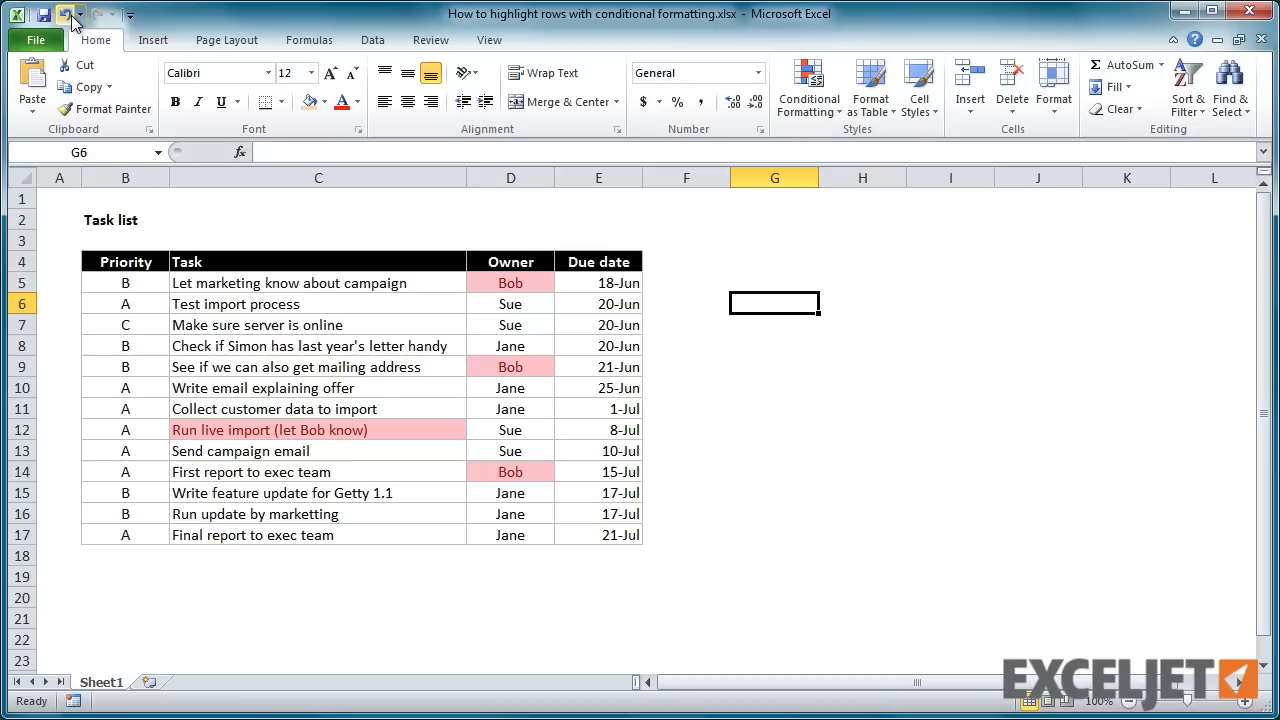 How to highlight rows with conditional formatting.xlsx - Microsoft Excel
File Home Insert Page Layout Formulas Data Review View
Paste Cut Copy Format Painter Clipboard
Calibri 12 B I U A A A Font
Wrap Text Merge & Center Alignment
General $ % , .0 .00 .00 .0 Number
Conditional Formatting Format as Table Cell Styles Styles
Insert Delete Format Cells
Σ AutoSum Fill Clear Sort & Filter Find & Select Editing
G6 fx
A B C D E F G H I J K L
1
2 Task list
3
4 Priority Task Owner Due date
5 B Let marketing know about campaign Bob 18-Jun
6 A Test import process Sue 20-Jun
7 C Make sure server is online Sue 20-Jun
8 B Check if Simon has last year's letter handy Jane 20-Jun
9 B See if we can also get mailing address Bob 21-Jun
10 A Write email explaining offer Jane 25-Jun
11 A Collect customer data to import Jane 1-Jul
12 A Run live import (let Bob know) Sue 8-Jul
13 A Send campaign email Sue 10-Jul
14 A First report to exec team Bob 15-Jul
15 B Write feature update for Getty 1.1 Jane 17-Jul
16 B Run update by marketting Jane 17-Jul
17 A Final report to exec team Jane 21-Jul
18
19
20
21
22
23
Sheet1
EXCELJET
Ready 100%